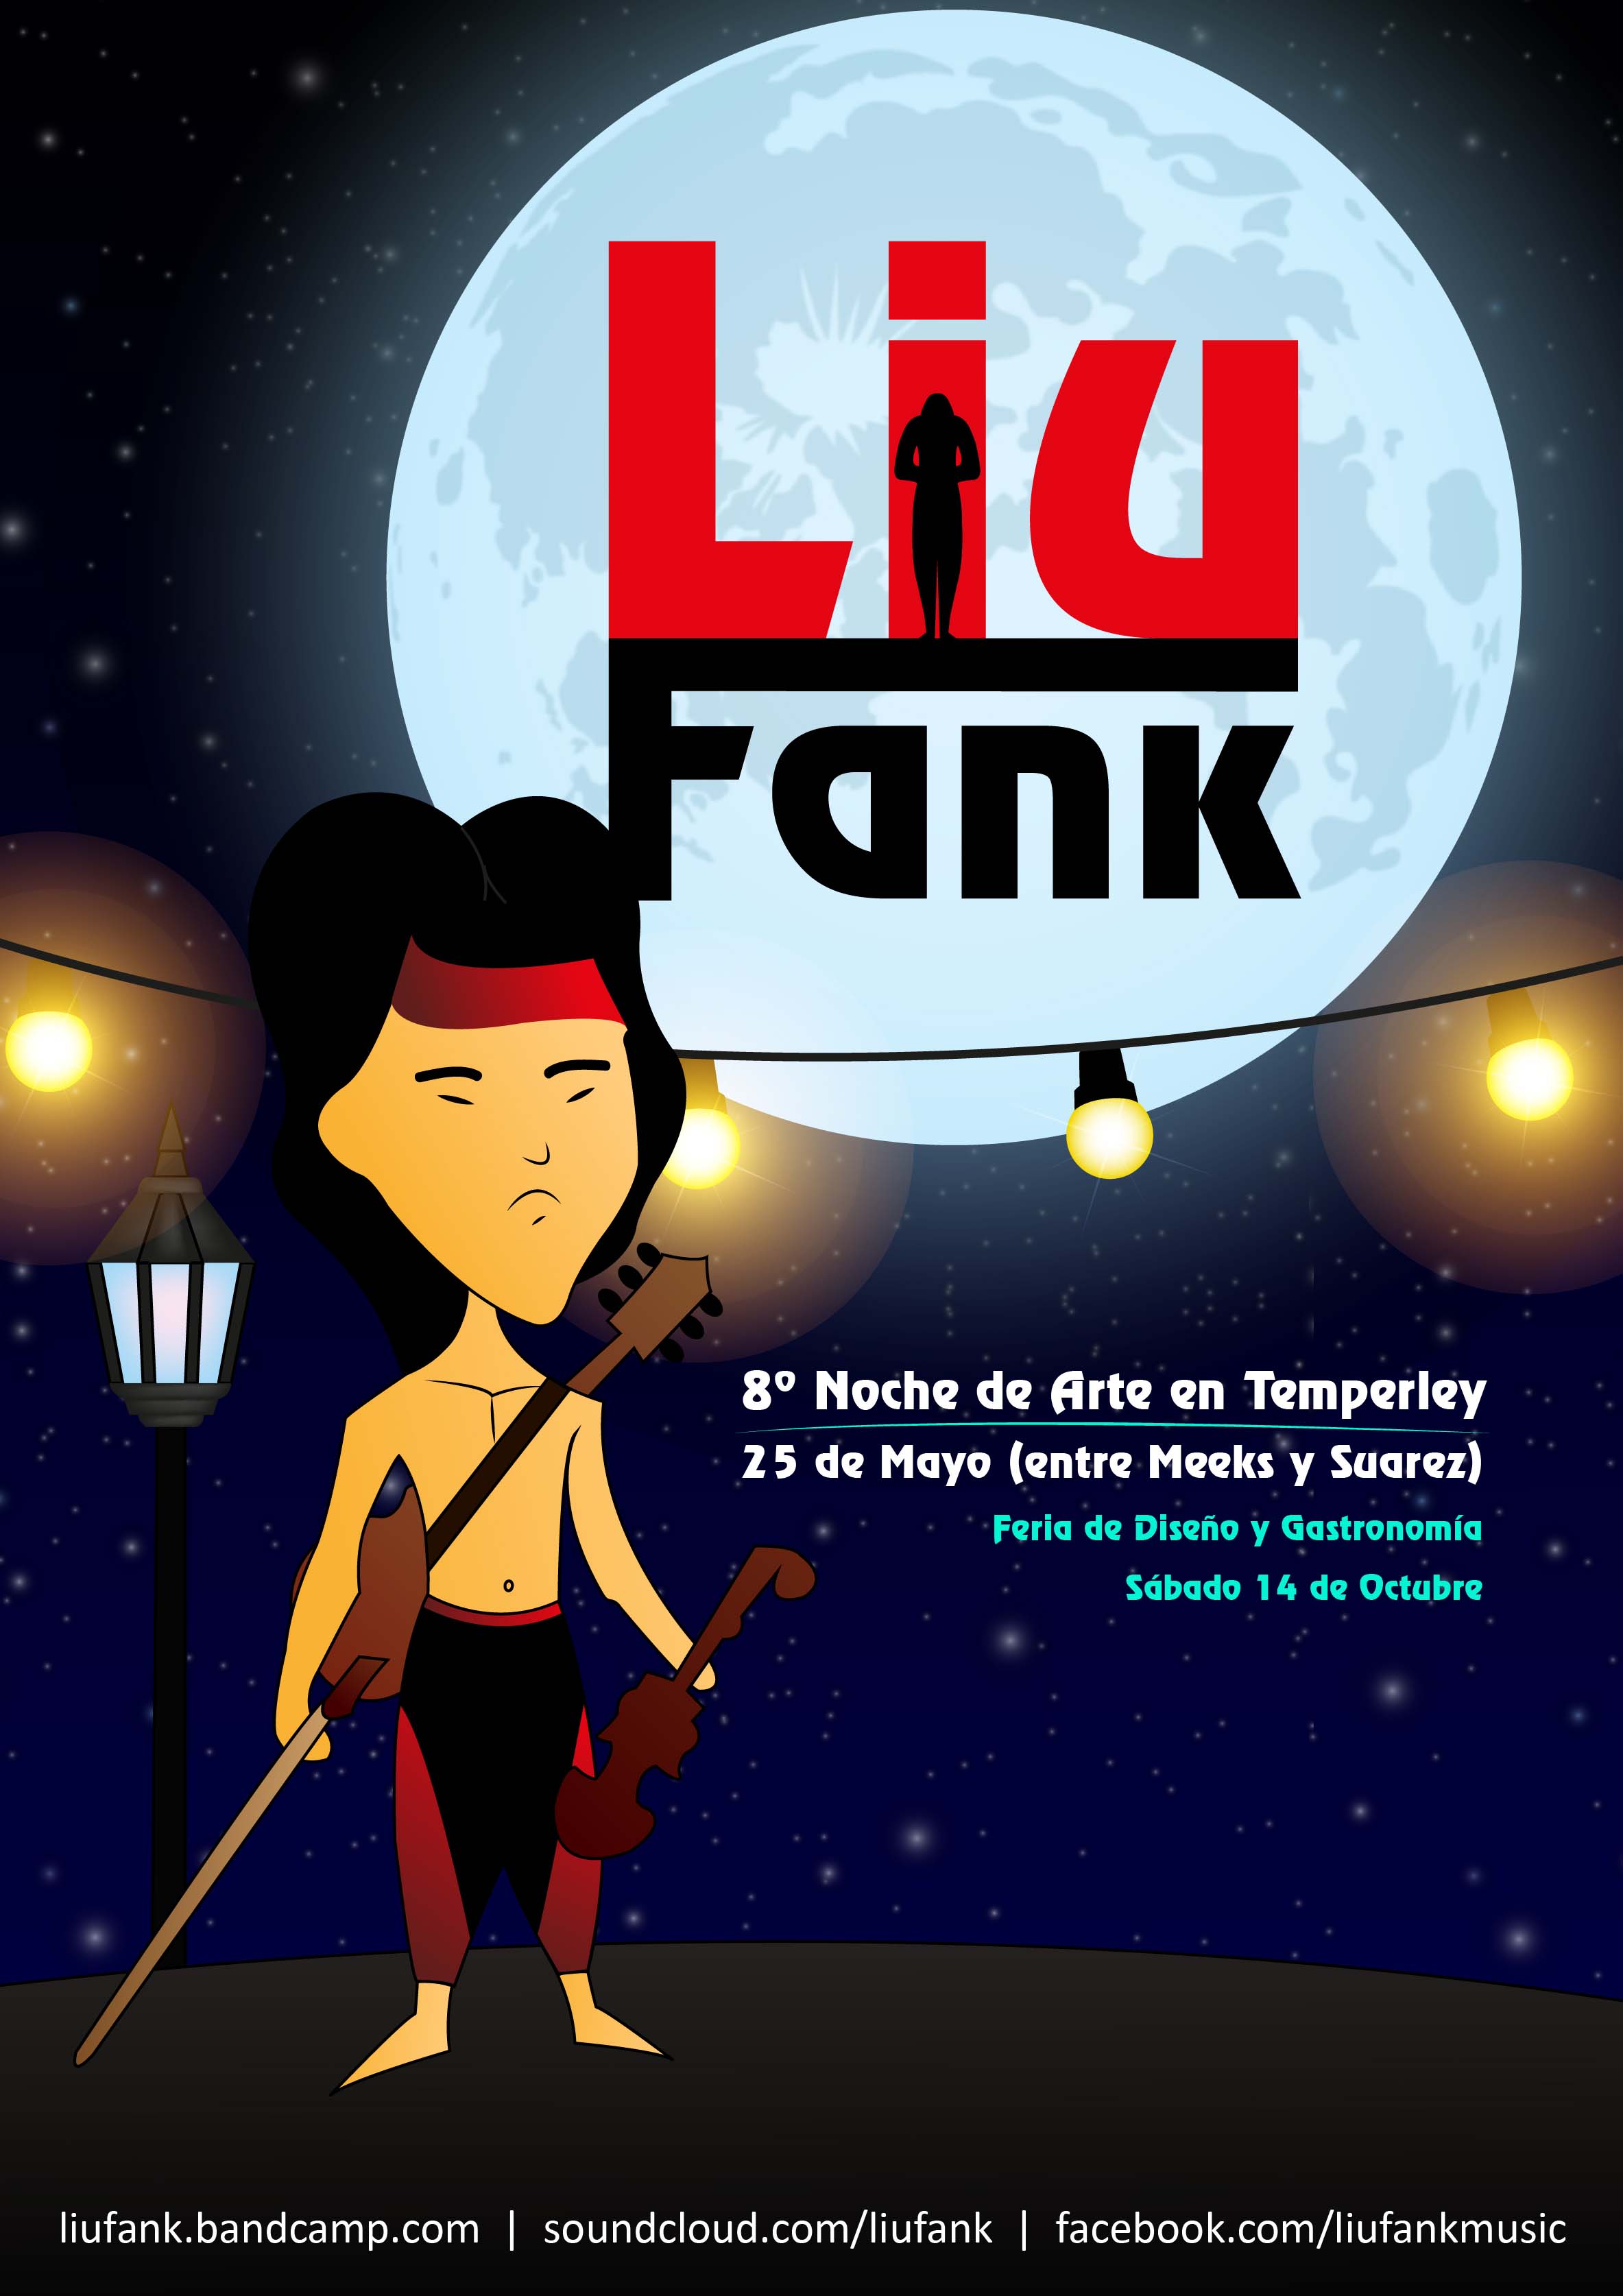 Liu
Fank
8º Noche de Arte en Temperley
25 de Mayo (entre Meeks y Suarez)
Feria de Diseño y Gastronomía
Sábado 14 de Octubre
liufank.bandcamp.com | soundcloud.com/liufank | facebook.com/liufankmusic